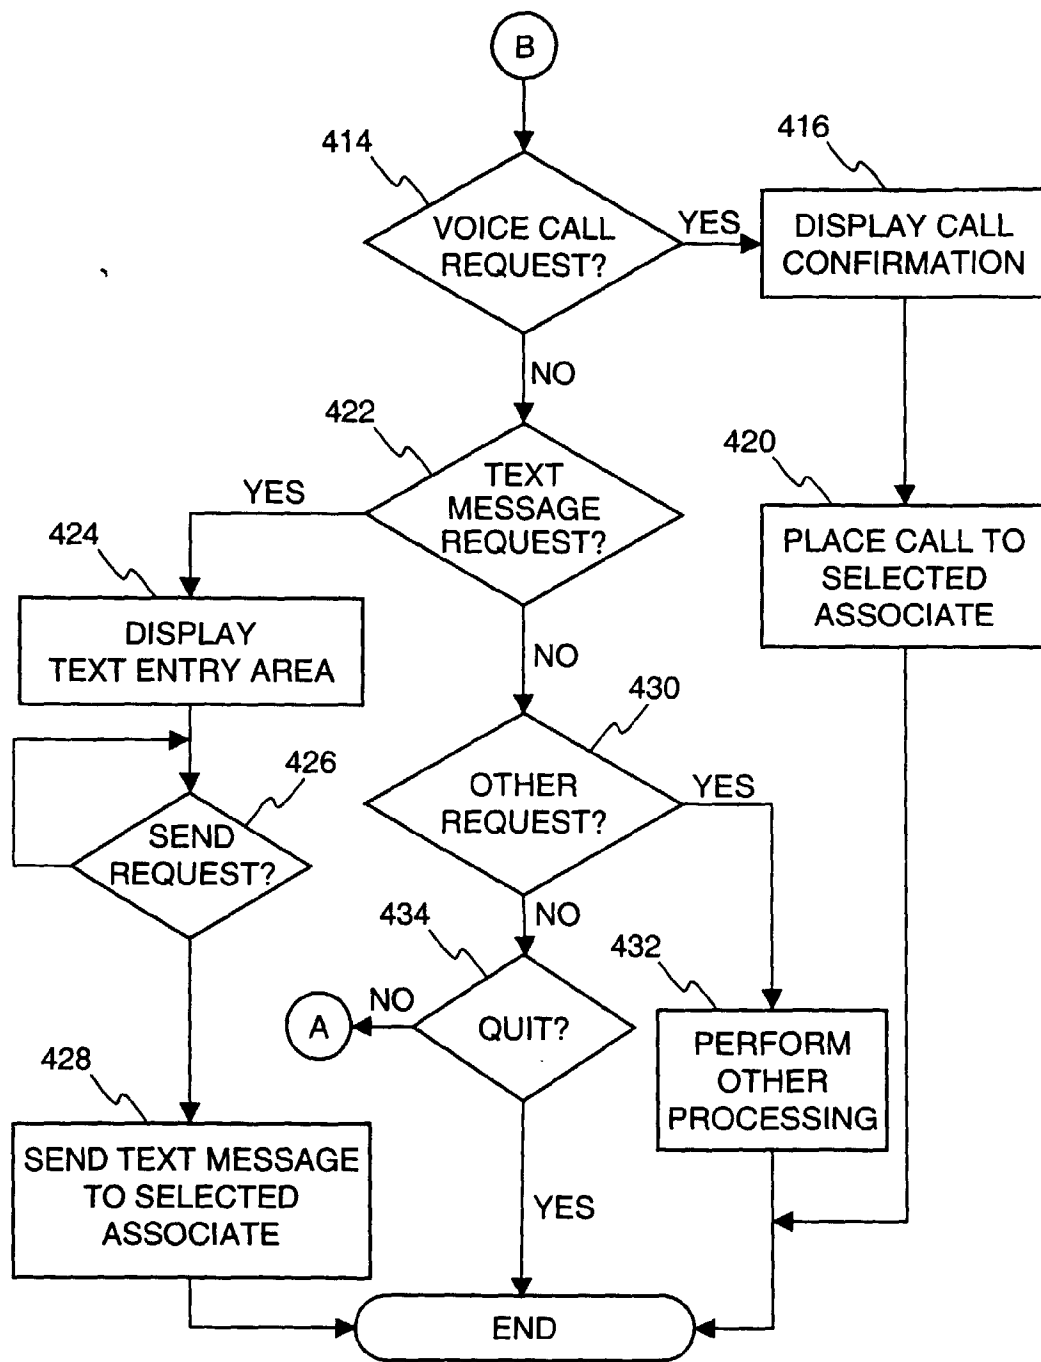 B
414
VOICE CALL
REQUEST?
YES
416
DISPLAY CALL
CONFIRMATION
NO
422
TEXT
MESSAGE
REQUEST?
YES
420
PLACE CALL TO
SELECTED
ASSOCIATE
424
DISPLAY
TEXT ENTRY AREA
NO
430
OTHER
REQUEST?
YES
426
SEND
REQUEST?
NO
434
QUIT?
NO
A
432
PERFORM
OTHER
PROCESSING
428
SEND TEXT MESSAGE
TO SELECTED
ASSOCIATE
YES
END